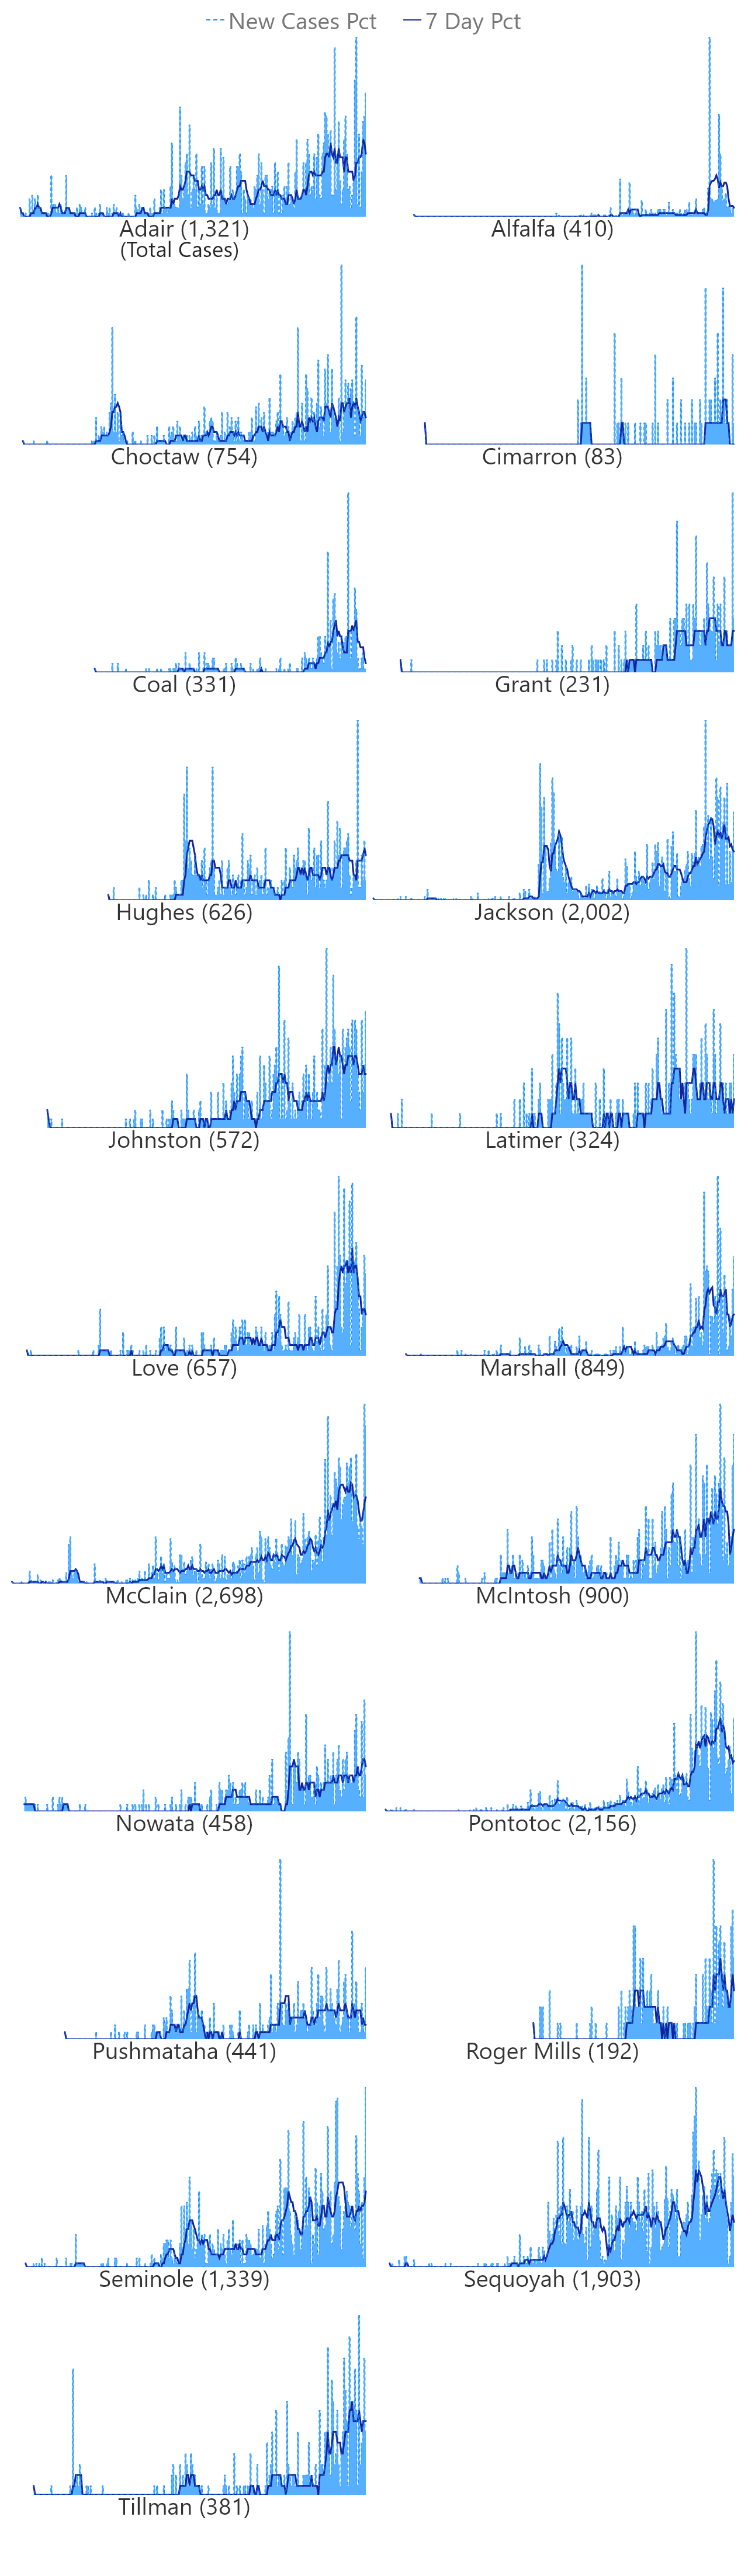 New Cases Pct 7 Day Pct
Adair (1,321) Alfalfa (410)
(Total Cases)
Choctaw (754) Cimarron (83)
Coal (331) Grant (231)
Hughes (626) Jackson (2,002)
Johnston (572) Latimer (324)
Love (657) Marshall (849)
McClain (2,698) McIntosh (900)
Nowata (458) Pontotoc (2,156)
Pushmataha (441) Roger Mills (192)
Seminole (1,339) Sequoyah (1,903)
Tillman (381)